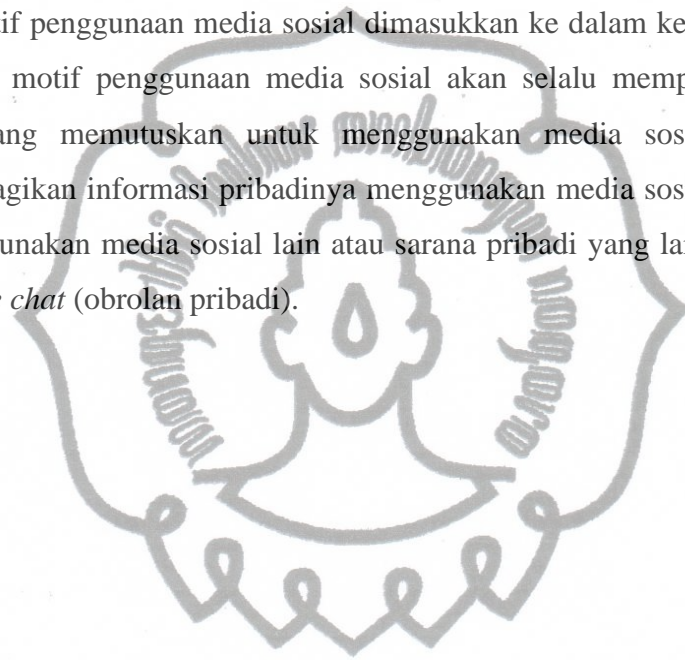 tif penggunaan media sosial dimasukkan ke dalam ke
motif penggunaan media sosial akan selalu memp
ang memutuskan untuk menggunakan media sos
agikan informasi pribadinya menggunakan media sos
unakan media sosial lain atau sarana pribadi yang lai
chat (obrolan pribadi).